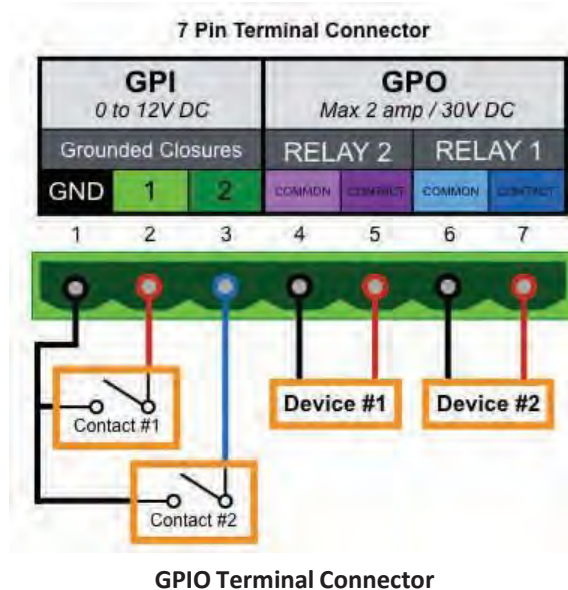 7 Pin Terminal Connector
GPI GPO
0 to 12V DC Max 2 amp / 30V DC
Grounded Closures RELAY 2 RELAY 1
GND 1 2 COMMON CONTACT COMMON CONTACT
1 2 3 4 5 6 7
Device #1 Device #2
Contact #1
Contact #2
GPIO Terminal Connector